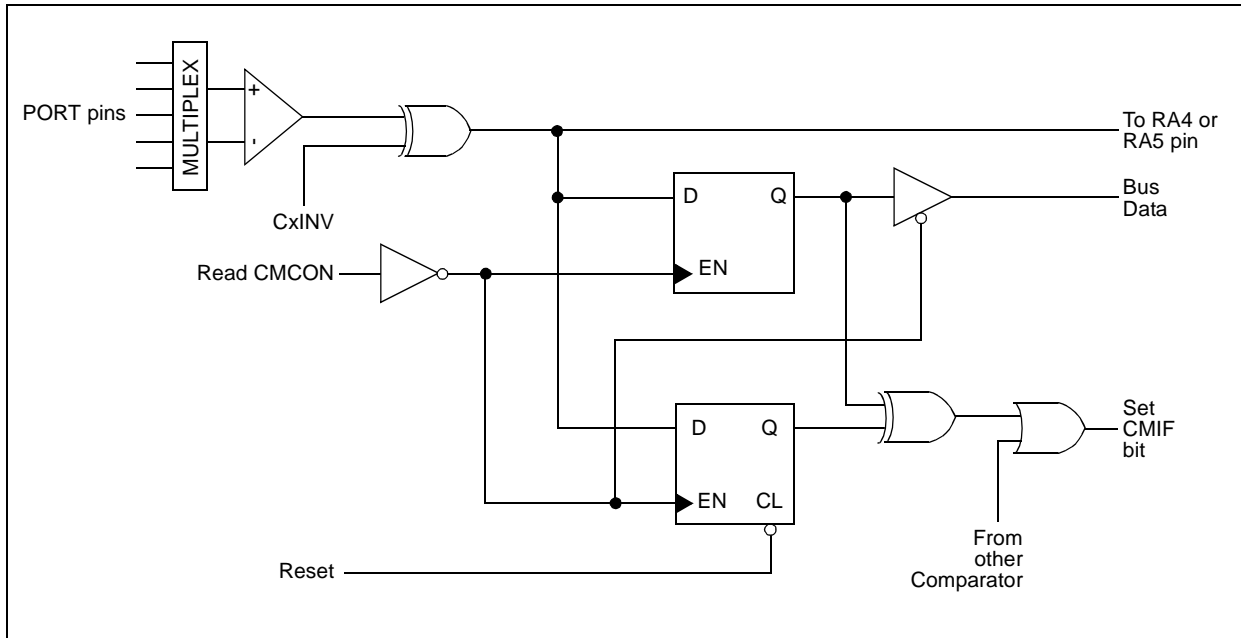 MULTIPLEX
+
-
PORT pins
To RA4 or
RA5 pin
CxINV
D
Q
EN
Bus
Data
Read CMCON
D
Q
EN
CL
Set
CMIF
bit
From
other
Comparator
Reset